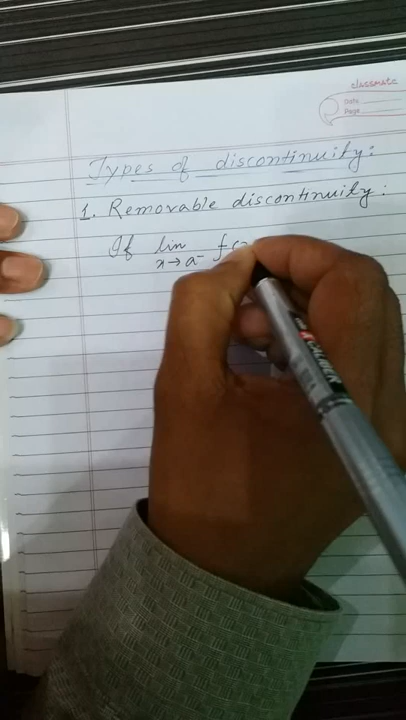 classmate
Date
Page
Types of discontinuity:
1. Removable discontinuity:
If lim f(
x→a⁻